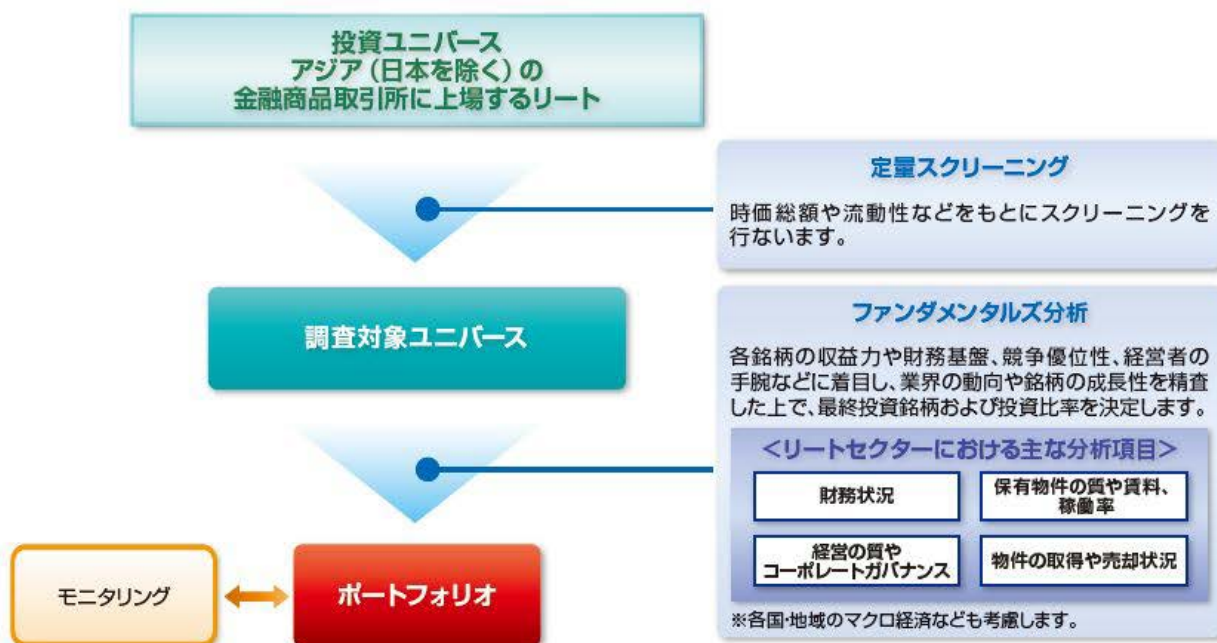 投資ユニバース
アジア（日本を除く）の
金融商品取引所に上場するリート
定量スクリーニング
時価総額や流動性などをもとにスクリーニングを
行ないます。
調査対象ユニバース
ファンダメンタルズ分析
各銘柄の収益力や財務基盤、競争優位性、経営者の
手腕などに着目し、業界の動向や銘柄の成長性を精査
した上で、最終投資銘柄および投資比率を決定します。
＜リートセクターにおける主な分析項目＞
財務状況
保有物件の質や賃料、
稼働率
経営の質や
コーポレートガバナンス
物件の取得や売却状況
※各国・地域のマクロ経済なども考慮します。
モニタリング
ポートフォリオ